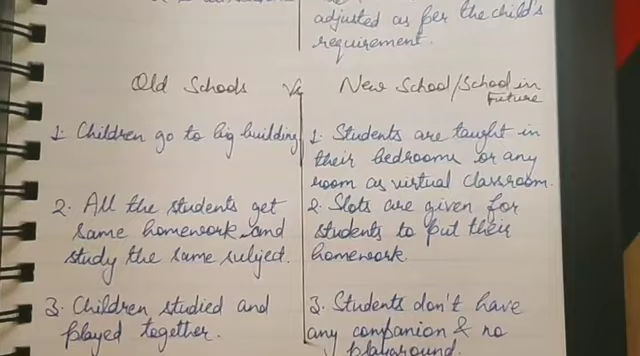 adjusted as per the child's
requirement.
Old Schools Vs New School/School in
Future
1. Children go to big building
2. All the students get
same homework and
study the same subject.
3. Children studied and
played together.
1. Students are taught in
their bedrooms or any
room as virtual classroom.
2. Slots are given for
students to put their
homework.
3. Students don't have
any companion & no
playground.